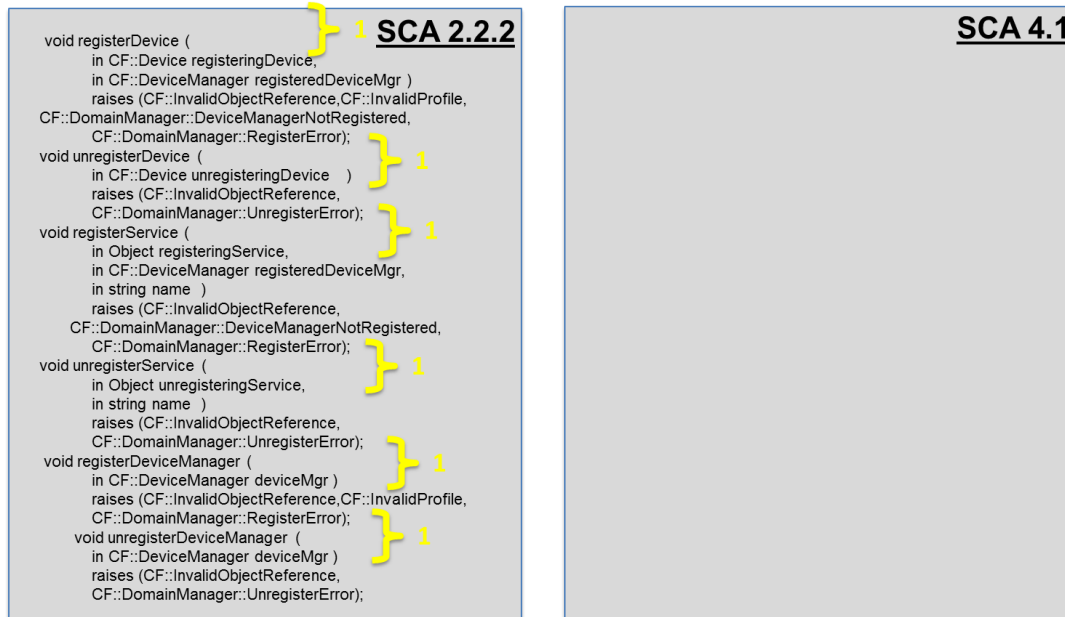 SCA 2.2.2
void registerDevice ( 1
in CF::Device registeringDevice,
in CF::DeviceManager registeredDeviceMgr )
raises (CF::InvalidObjectReference,CF::InvalidProfile,
CF::DomainManager::DeviceManagerNotRegistered,
CF::DomainManager::RegisterError);
void unregisterDevice ( 1
in CF::Device unregisteringDevice )
raises (CF::InvalidObjectReference,
CF::DomainManager::UnregisterError);
void registerService ( 1
in Object registeringService,
in CF::DeviceManager registeredDeviceMgr,
in string name )
raises (CF::InvalidObjectReference,
CF::DomainManager::DeviceManagerNotRegistered,
CF::DomainManager::RegisterError);
void unregisterService ( 1
in Object unregisteringService,
in string name )
raises (CF::InvalidObjectReference,
CF::DomainManager::UnregisterError);
void registerDeviceManager ( 1
in CF::DeviceManager deviceMgr )
raises (CF::InvalidObjectReference,CF::InvalidProfile,
CF::DomainManager::RegisterError);
void unregisterDeviceManager ( 1
in CF::DeviceManager deviceMgr )
raises (CF::InvalidObjectReference,
CF::DomainManager::UnregisterError);
SCA 4.1